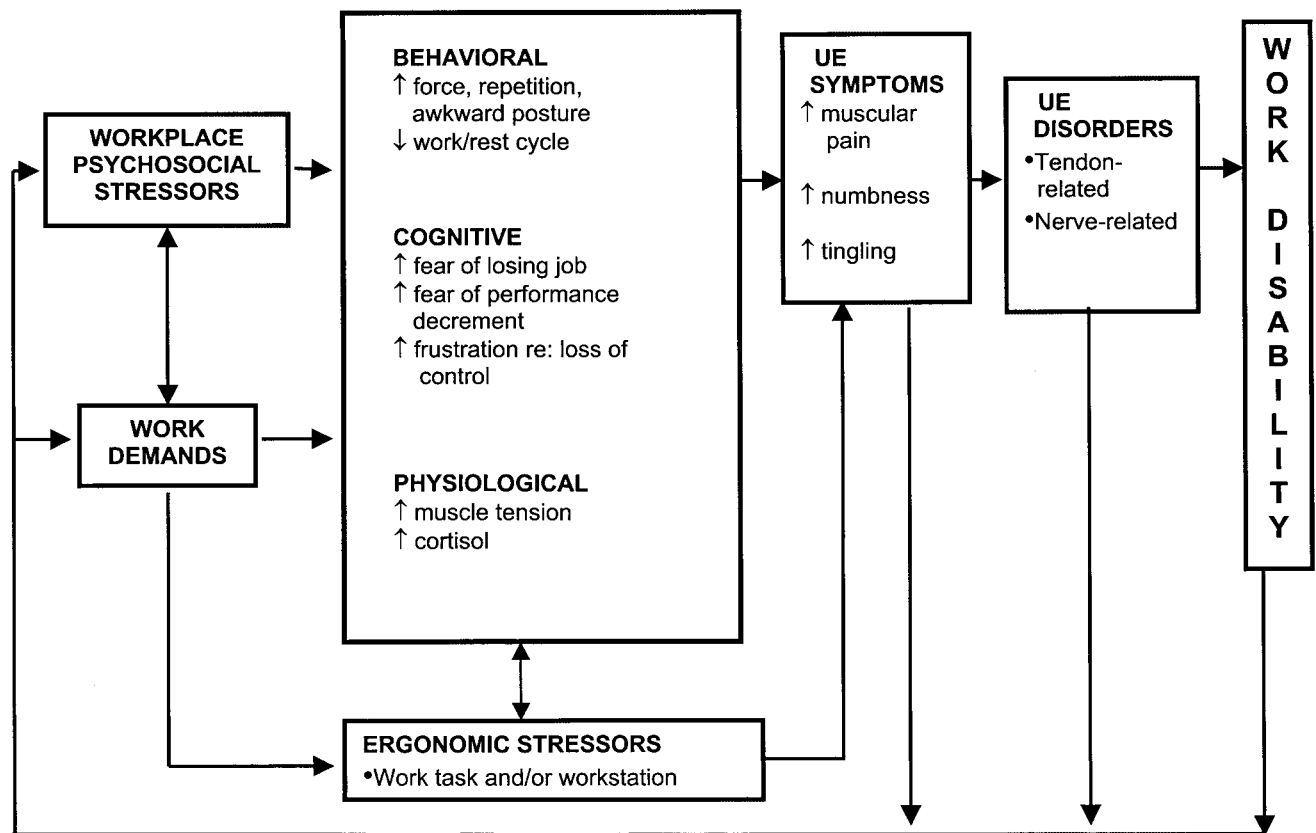 WORKPLACE
PSYCHOSOCIAL
STRESSORS
WORK
DEMANDS
BEHAVIORAL
↑ force, repetition,
awkward posture
↓ work/rest cycle
COGNITIVE
↑ fear of losing job
↑ fear of performance
decrement
↑ frustration re: loss of
control
PHYSIOLOGICAL
↑ muscle tension
↑ cortisol
ERGONOMIC STRESSORS
•Work task and/or workstation
UE
SYMPTOMS
↑ muscular
pain
↑ numbness
↑ tingling
UE
DISORDERS
•Tendon-
related
•Nerve-related
WORK DISABILITY